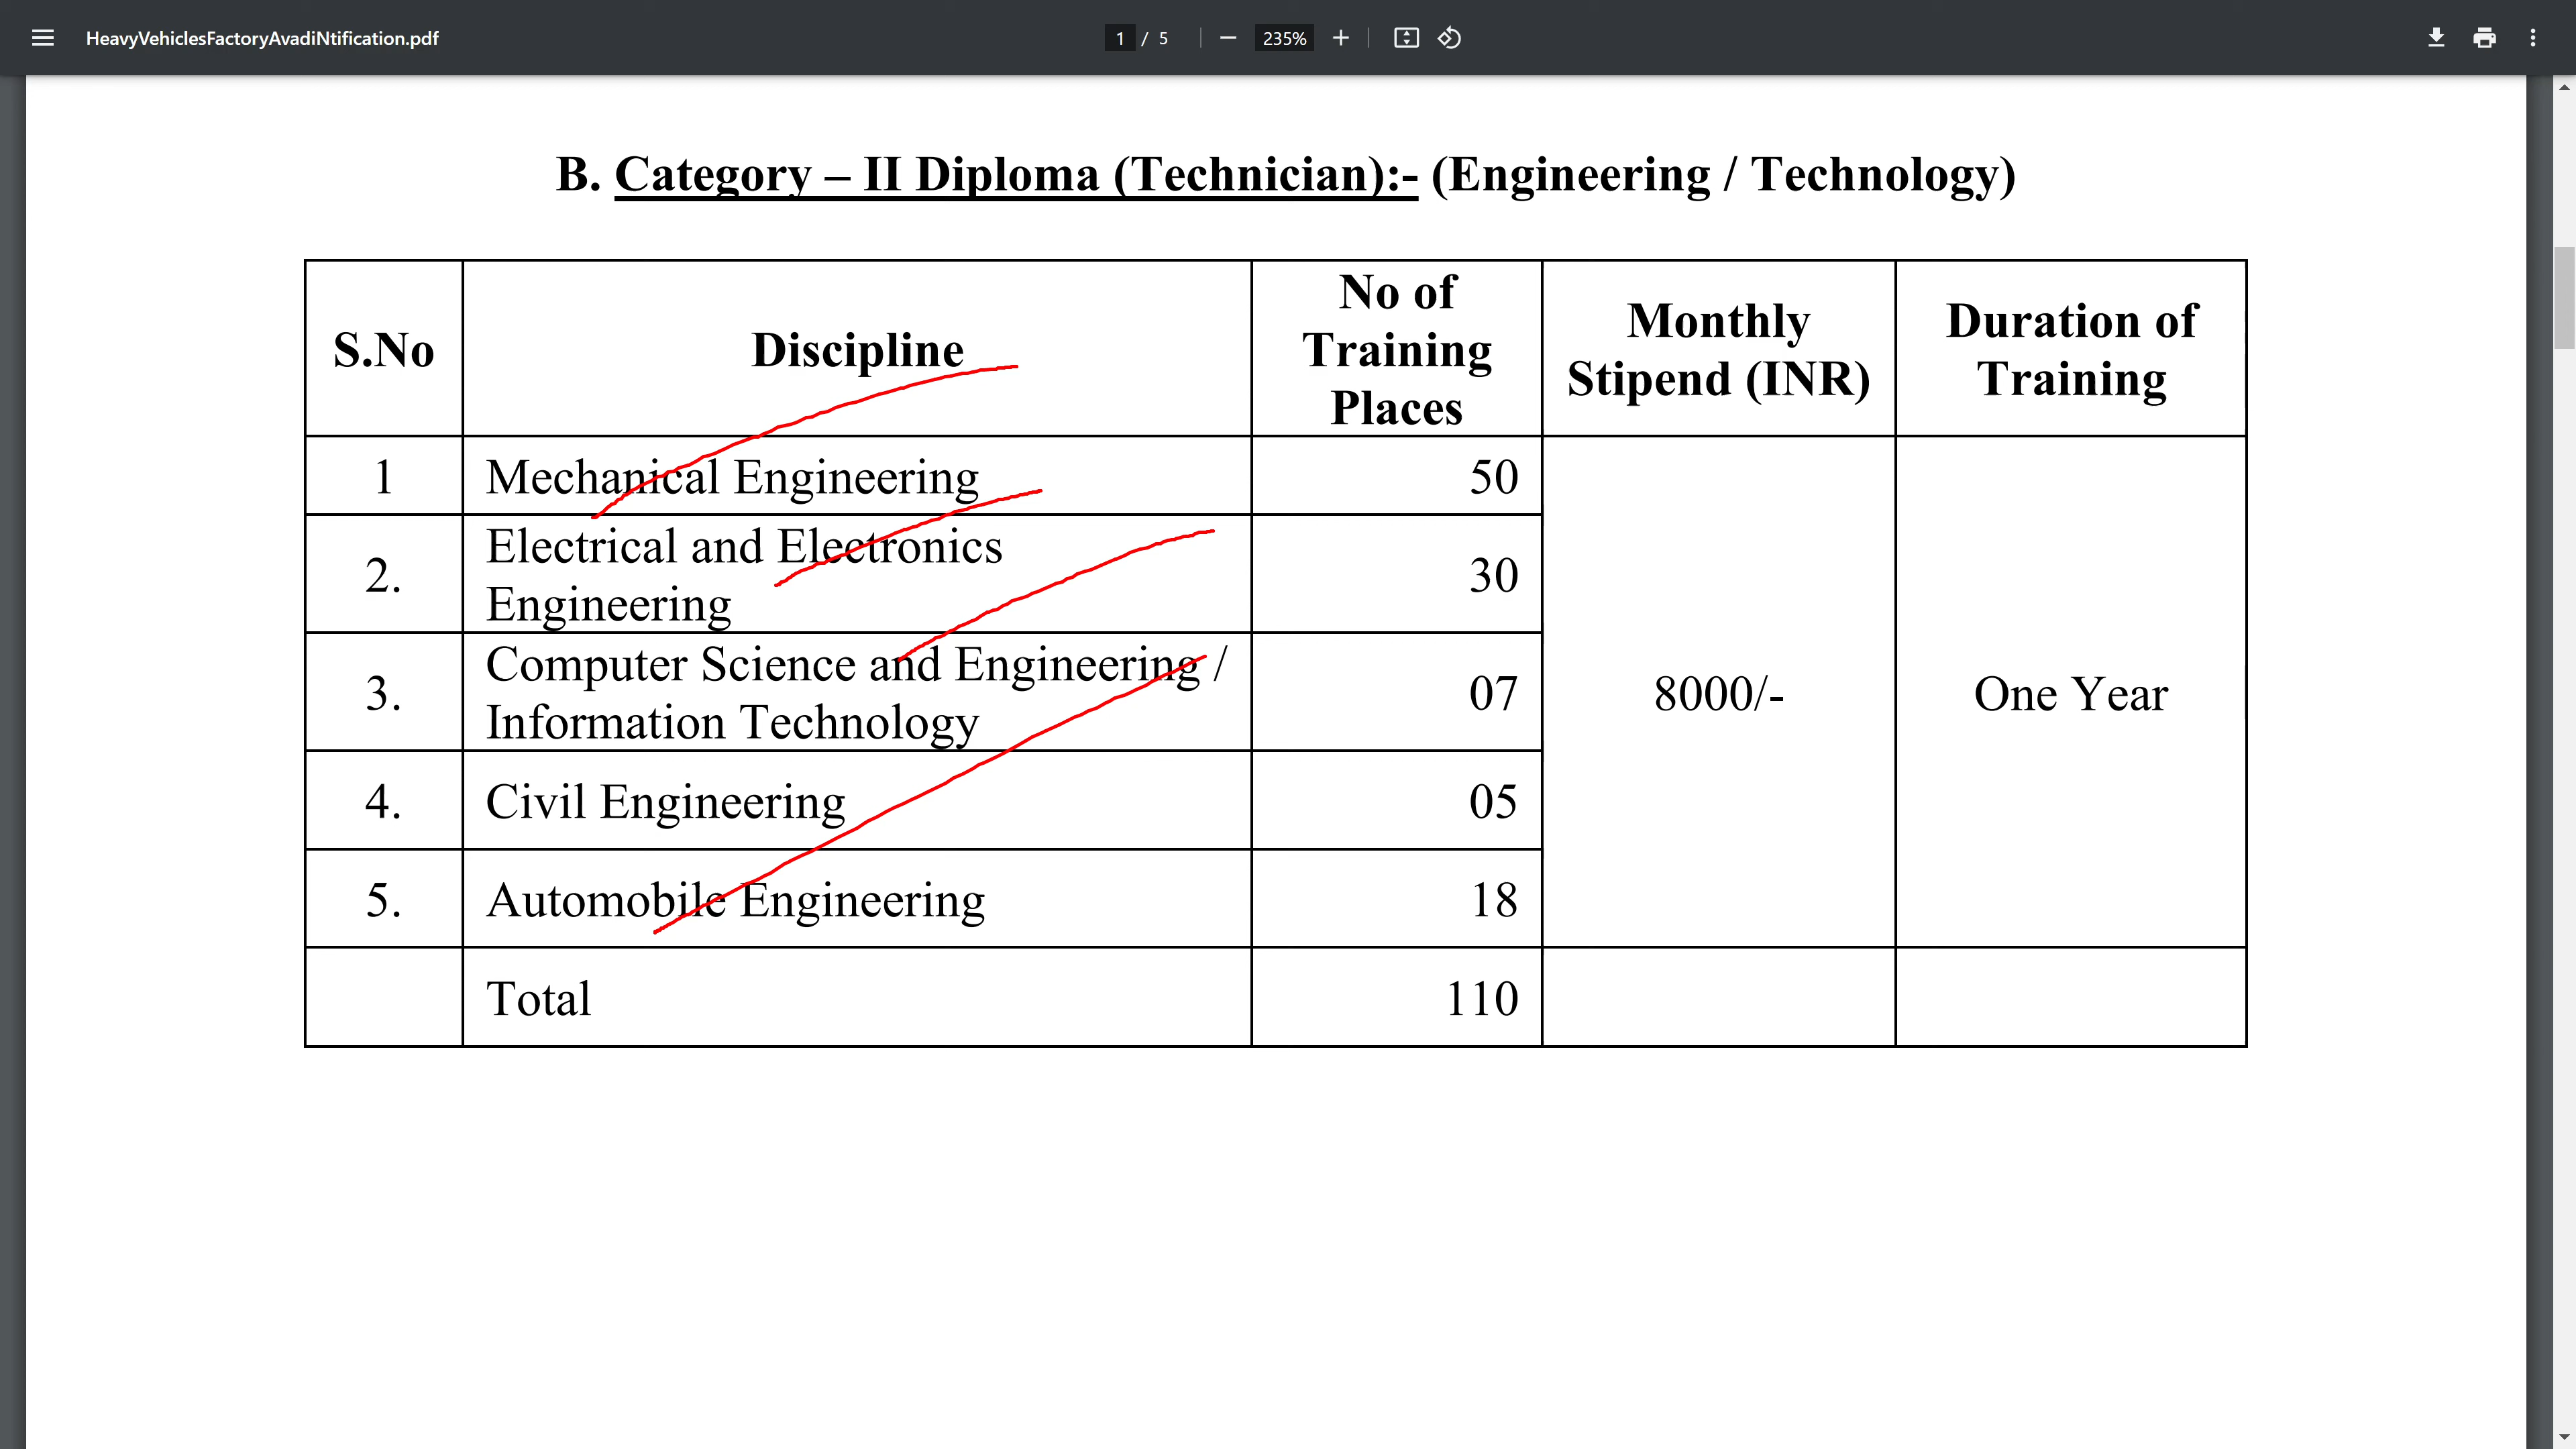 HeavyVehiclesFactoryAvadiNtification.pdf
1 / 5
235%
B. Category – II Diploma (Technician):- (Engineering / Technology)
S.No
Discipline
No of
Training
Places
Monthly
Stipend (INR)
Duration of
Training
1
Mechanical Engineering
50
2.
Electrical and Electronics
Engineering
30
3.
Computer Science and Engineering /
Information Technology
07
4.
Civil Engineering
05
5.
Automobile Engineering
18
8000/-
One Year
Total
110